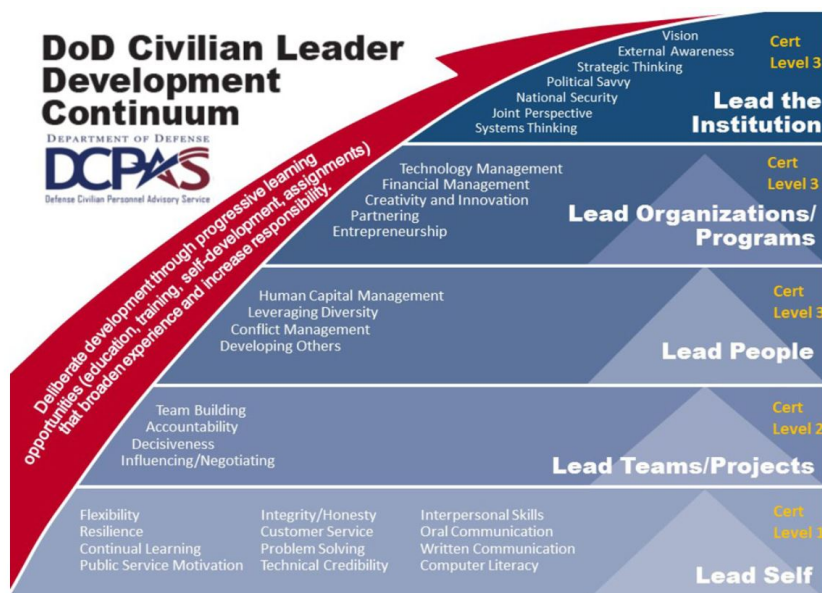 DoD Civilian Leader
Development
Continuum
DEPARTMENT OF DEFENSE
DCPAS
Defense Civilian Personnel Advisory Service
Deliberate development through progressive learning
opportunities (education, training, self-development, assignments)
that broaden experience and increase responsibility.
Vision
External Awareness
Strategic Thinking
Political Savvy
National Security
Joint Perspective
Systems Thinking
Cert
Level 3
Lead the
Institution
Technology Management
Financial Management
Creativity and Innovation
Partnering
Entrepreneurship
Cert
Level 3
Lead Organizations/
Programs
Human Capital Management
Leveraging Diversity
Conflict Management
Developing Others
Cert
Level 3
Lead People
Team Building
Accountability
Decisiveness
Influencing/Negotiating
Cert
Level 2
Lead Teams/Projects
Flexibility
Resilience
Continual Learning
Public Service Motivation
Integrity/Honesty
Customer Service
Problem Solving
Technical Credibility
Interpersonal Skills
Oral Communication
Written Communication
Computer Literacy
Cert
Level 1
Lead Self